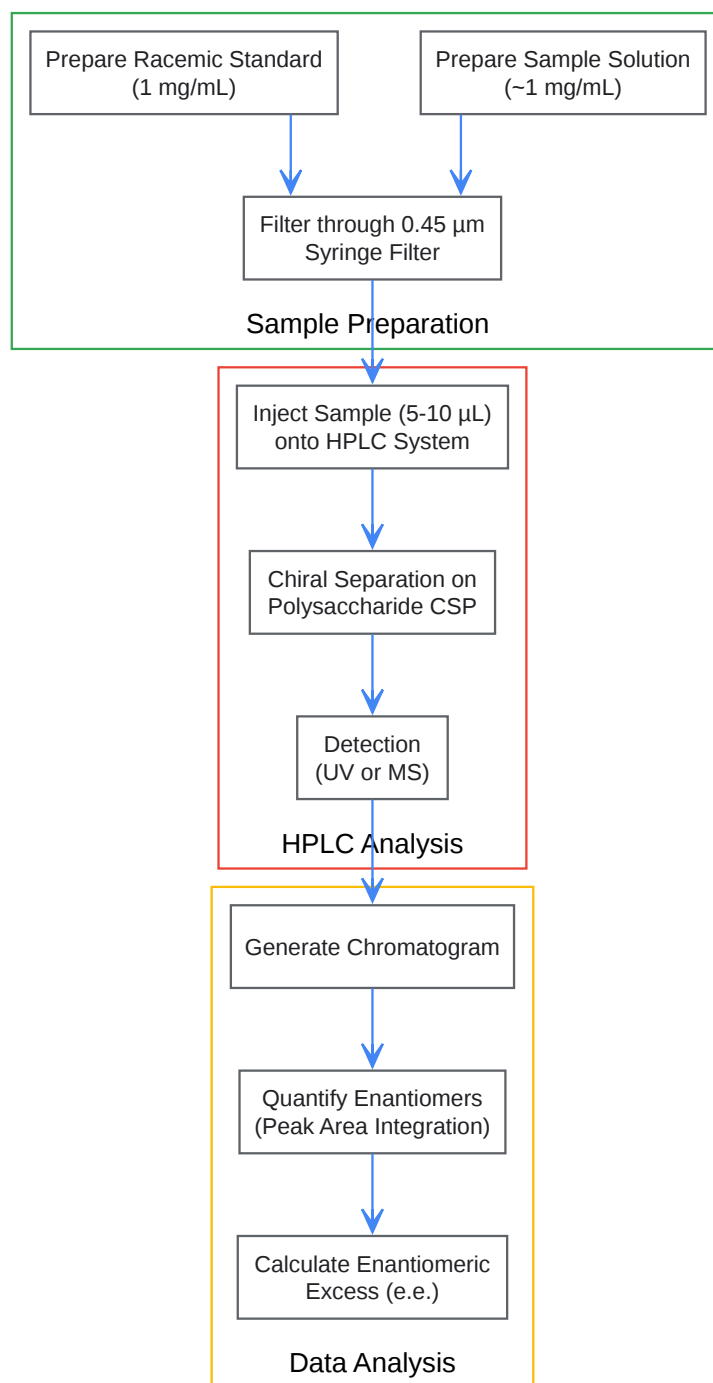 Prepare Racemic Standard
(1 mg/mL)
Prepare Sample Solution
(~1 mg/mL)
Filter through 0.45 µm
Syringe Filter
Sample Preparation
Inject Sample (5-10 µL)
onto HPLC System
Chiral Separation on
Polysaccharide CSP
Detection
(UV or MS)
HPLC Analysis
Generate Chromatogram
Quantify Enantiomers
(Peak Area Integration)
Calculate Enantiomeric
Excess (e.e.)
Data Analysis